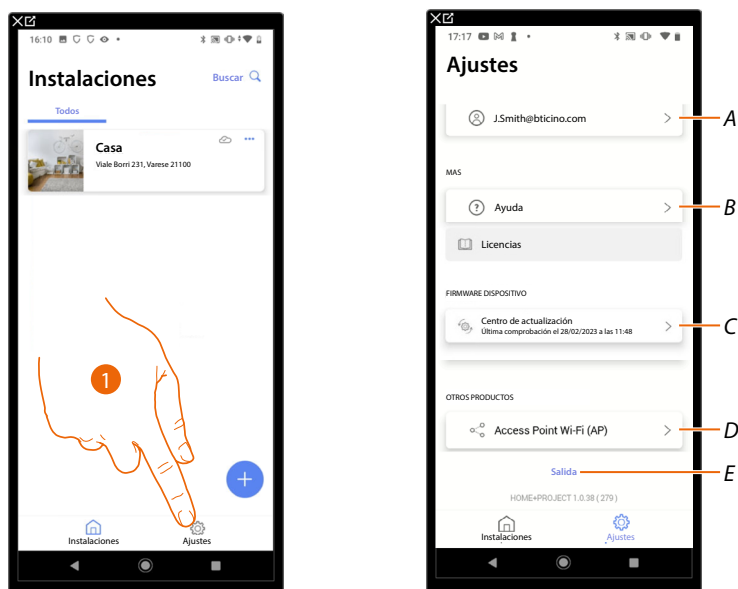 16:10
Instalaciones
Buscar
Todos
Casa
Viale Borri 231, Varese 21100
1
+
Instalaciones
Ajustes
17:17
Ajustes
J.Smith@bticino.com
A
MAS
? Ayuda
B
Licencias
FIRMWARE DISPOSITIVO
Centro de actualización
Última comprobación el 28/02/2023 a las 11:48
C
OTROS PRODUCTOS
Access Point Wi-Fi (AP)
D
Salida
E
HOME+PROJECT 1.0.38 ( 279 )
Instalaciones
Ajustes